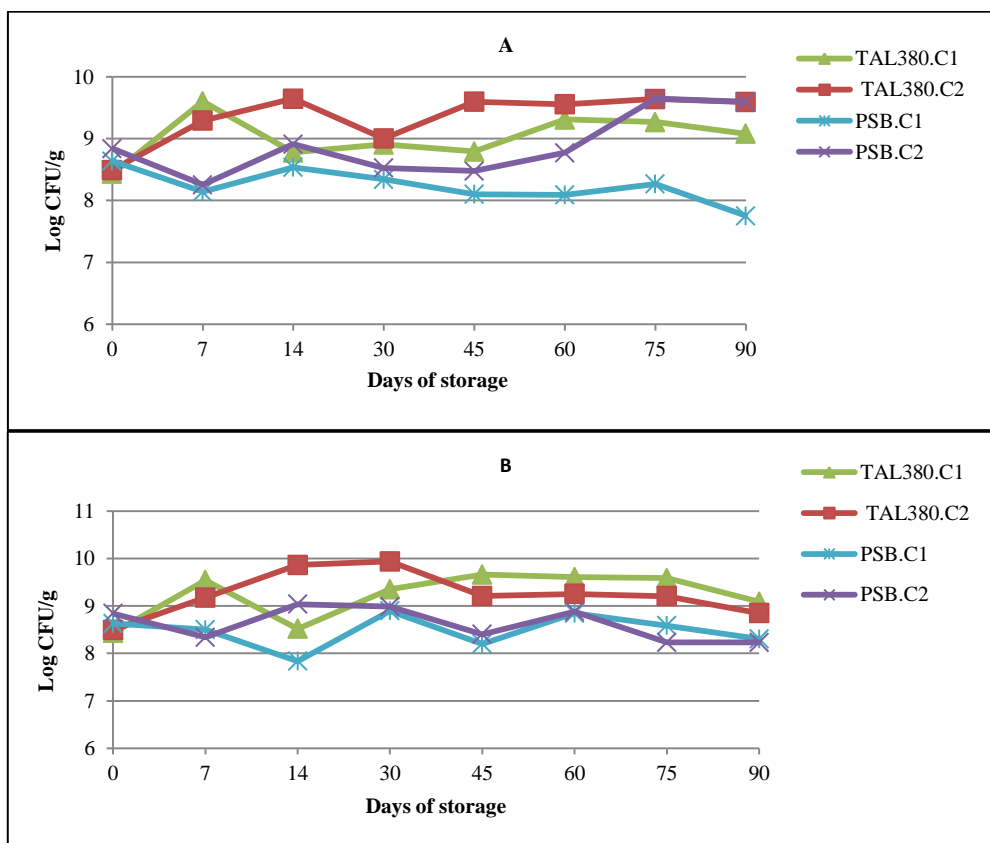 A
TAL380.C1
TAL380.C2
PSB.C1
PSB.C2
10
9
8
7
6
Log CFU/g
0 7 14 30 45 60 75 90
Days of storage
B
TAL380.C1
TAL380.C2
PSB.C1
PSB.C2
11
10
9
8
7
6
Log CFU/g
0 7 14 30 45 60 75 90
Days of storage